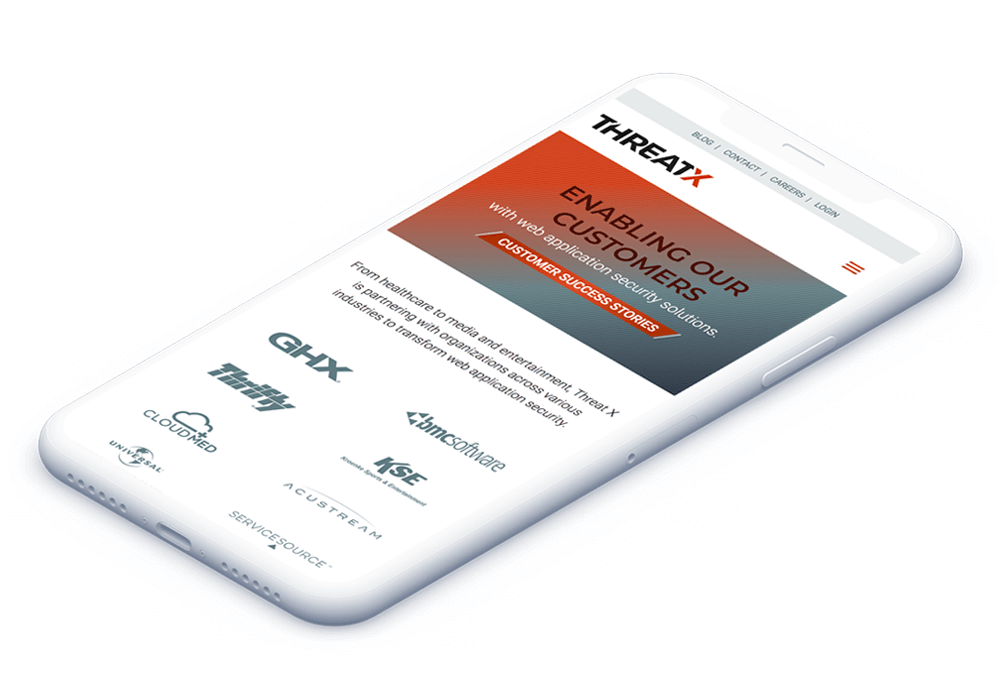 BLOG | CONTACT | CAREERS | LOGIN
THREATX
ENABLING OUR
CUSTOMERS
with web application security solutions.
CUSTOMER SUCCESS STORIES
From healthcare to media and entertainment, Threat X
is partnering with organizations across various
industries to transform web application security.
GHX
bmcsoftware
Thrifty
KSE
Kroenke Sports & Entertainment
CLOUDMED
ACUSTREAM
UNIVERSAL
SERVICESOURCE